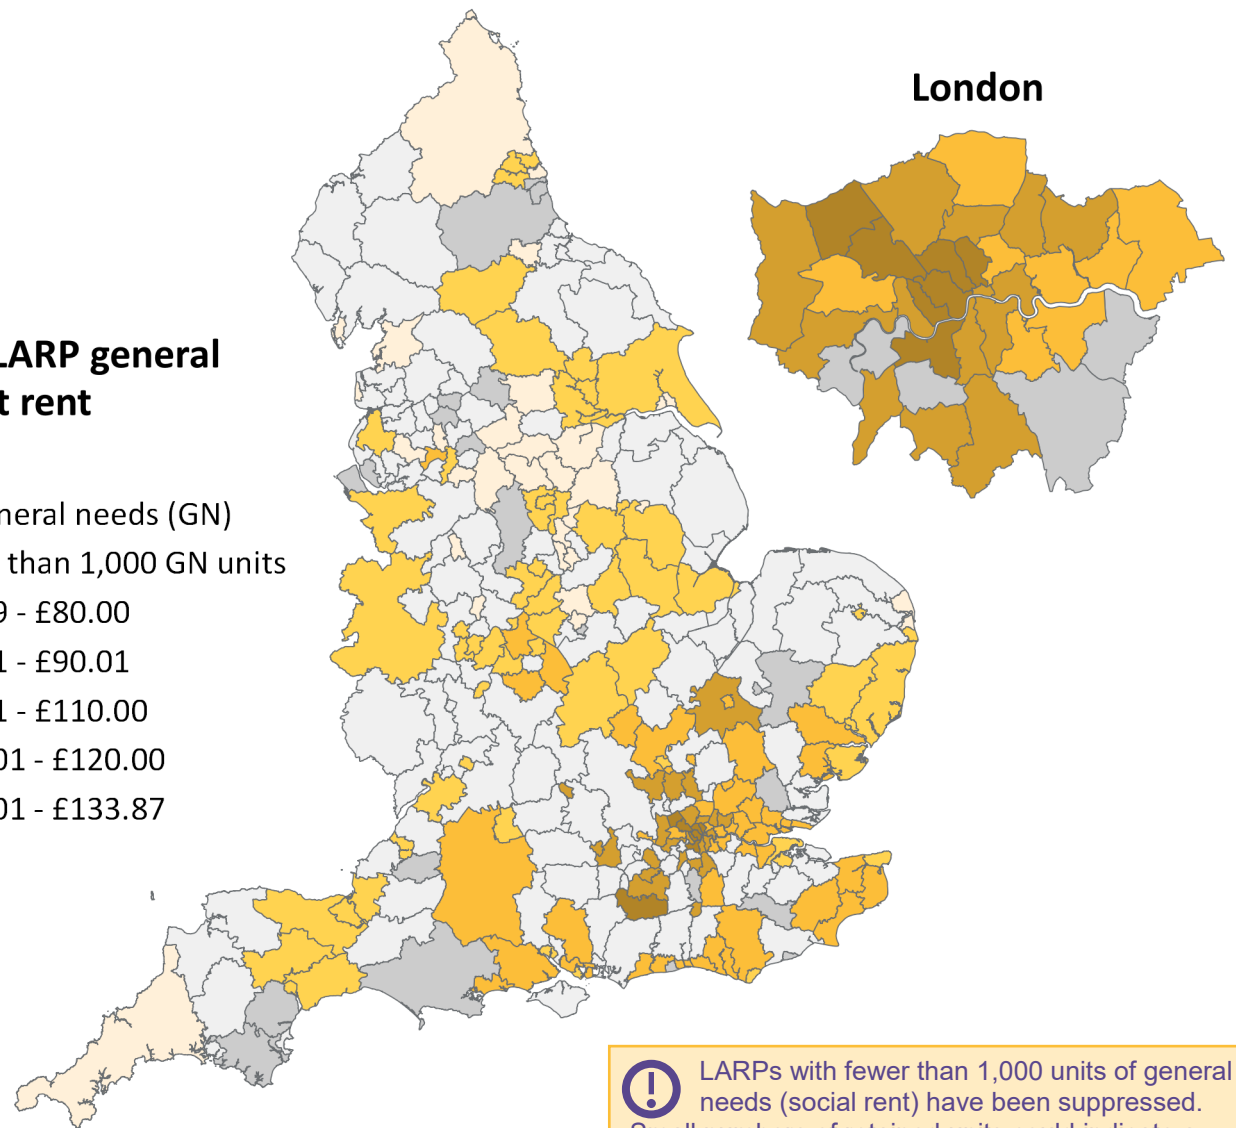 London
LARP general
t rent
neral needs (GN)
than 1,000 GN units
9 - £80.00
1 - £90.01
1 - £110.00
01 - £120.00
01 - £133.87
LARPs with fewer than 1,000 units of general
needs (social rent) have been suppressed.